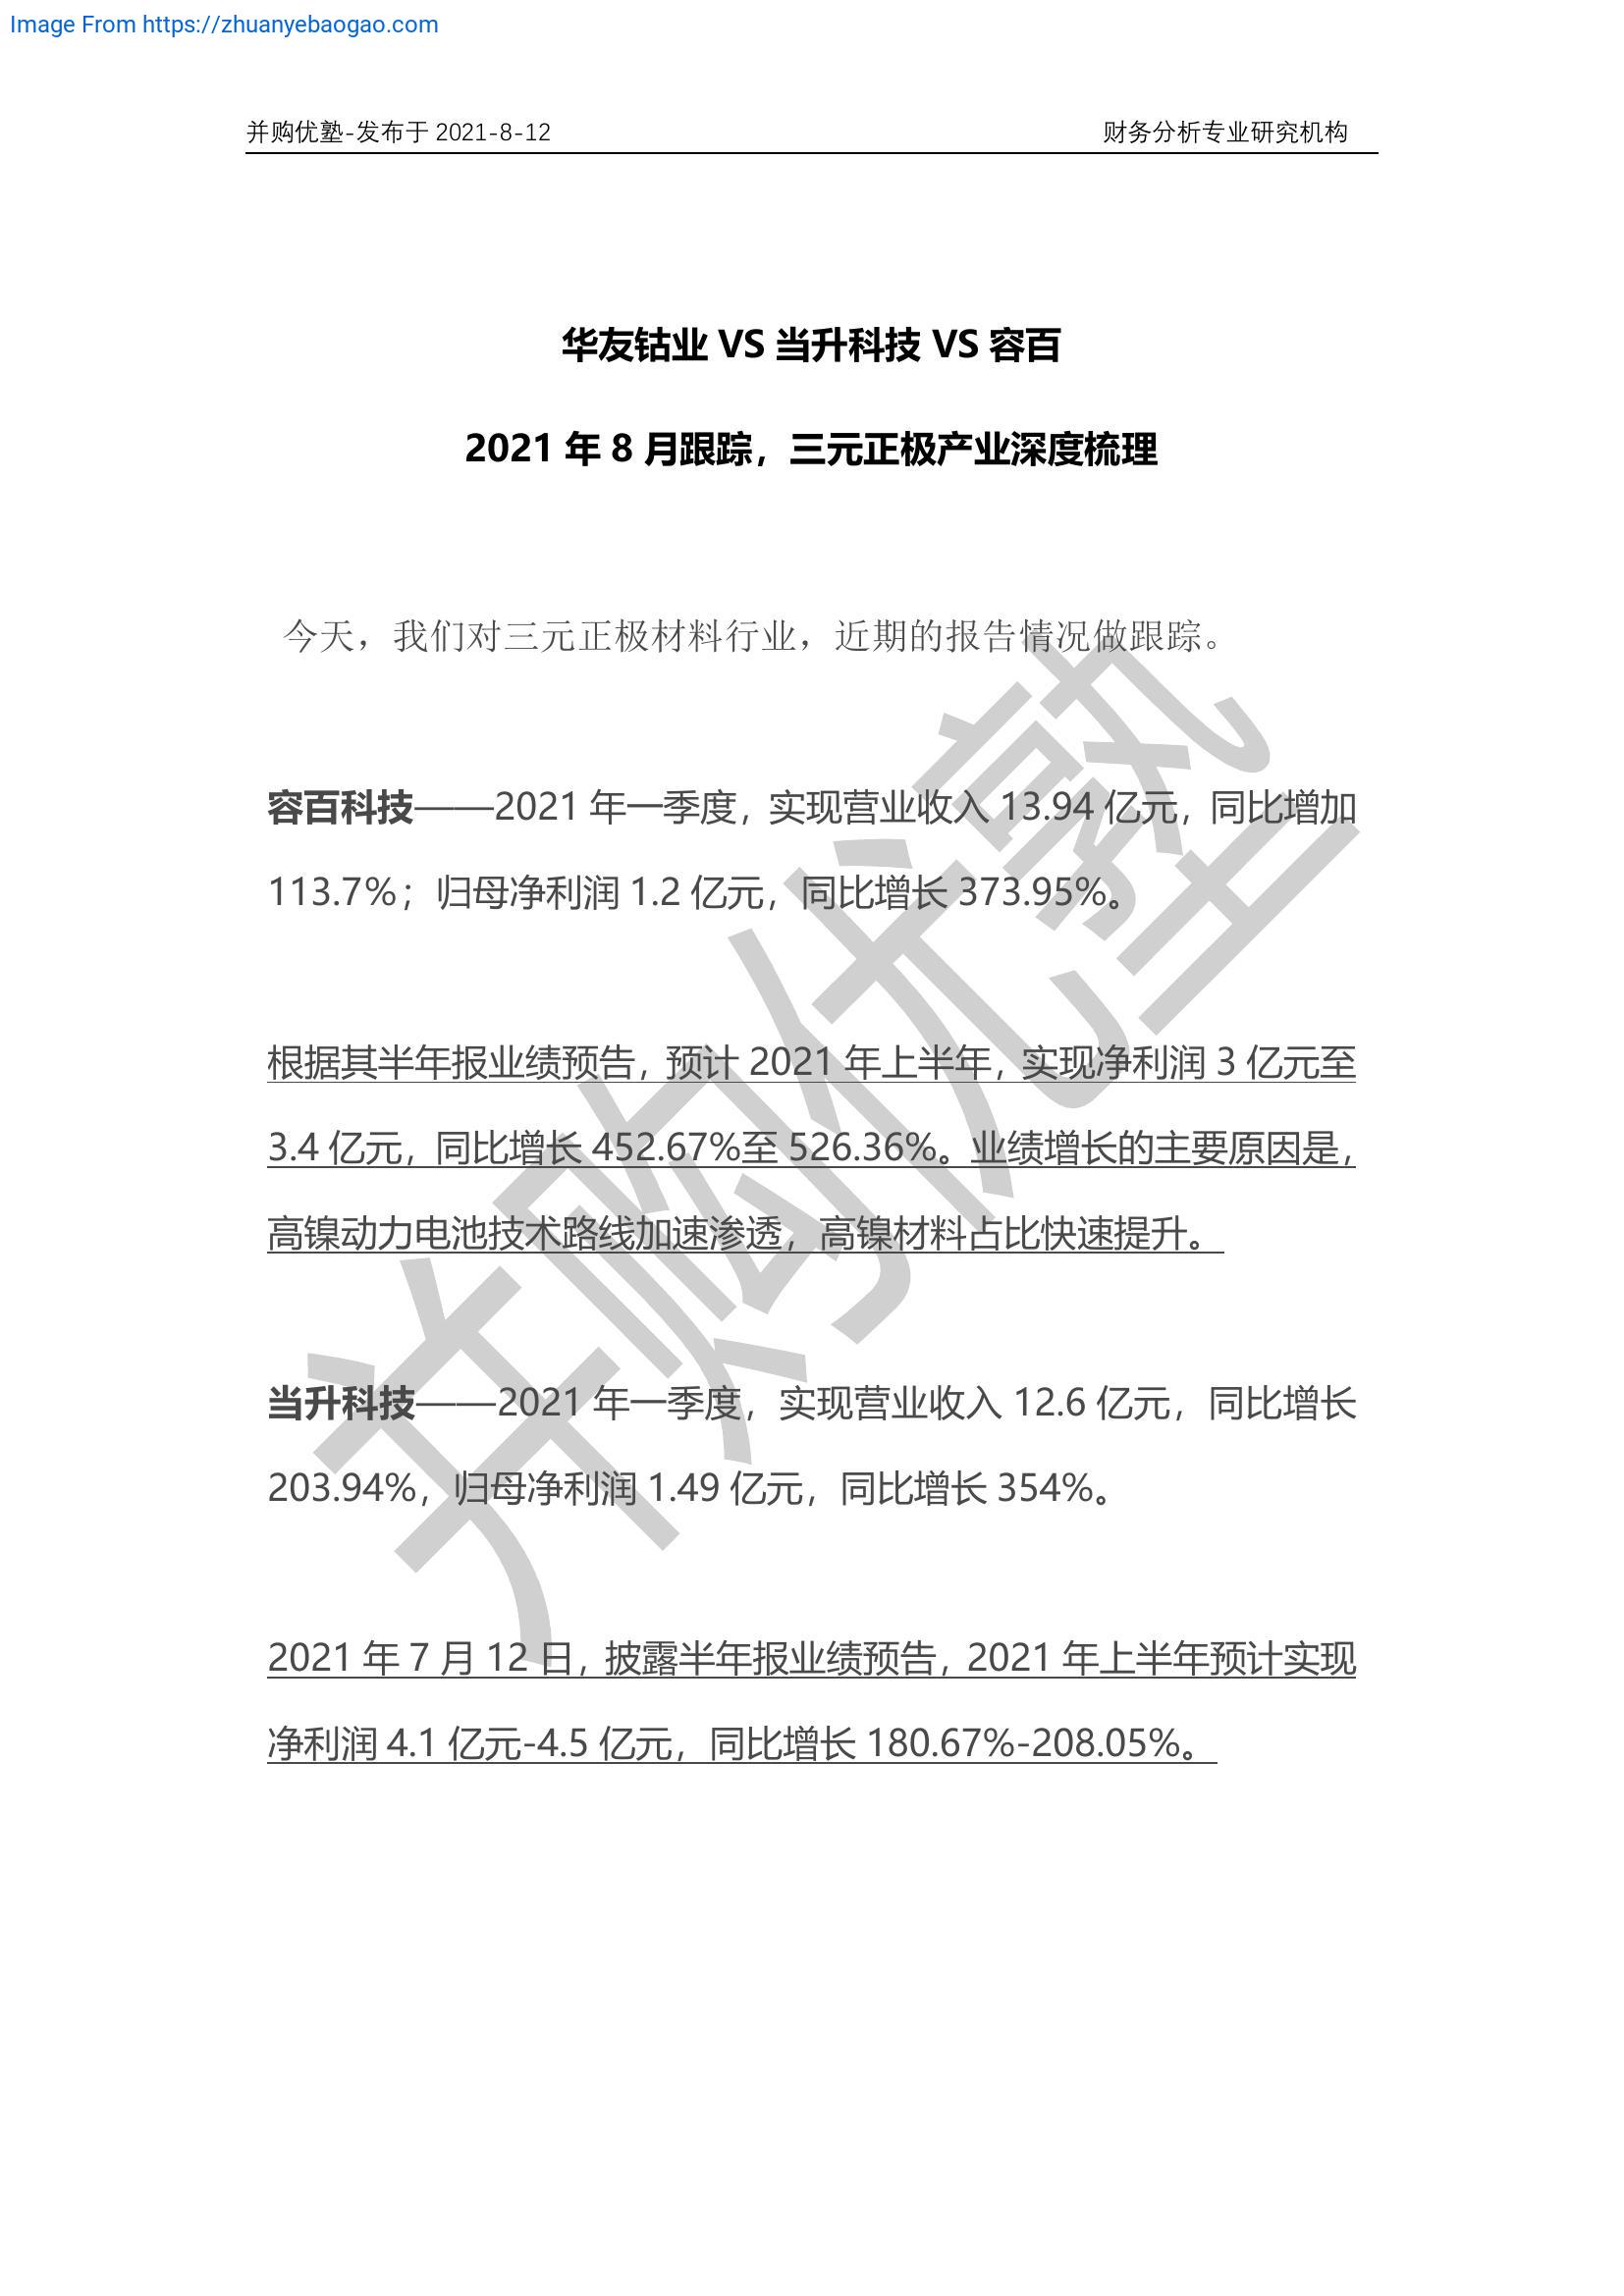 Image From https://zhuanyebaogao.com
并购优塾-发布于 2021-8-12 财务分析专业研究机构
华友钴业 VS 当升科技 VS 容百
2021 年 8 月跟踪，三元正极产业深度梳理
今天，我们对三元正极材料行业，近期的报告情况做跟踪。
容百科技——2021 年一季度，实现营业收入 13.94 亿元，同比增加
113.7%；归母净利润 1.2 亿元，同比增长 373.95%。
根据其半年报业绩预告，预计 2021 年上半年，实现净利润 3 亿元至
3.4 亿元，同比增长 452.67%至 526.36%。业绩增长的主要原因是，
高镍动力电池技术路线加速渗透，高镍材料占比快速提升。
当升科技——2021 年一季度，实现营业收入 12.6 亿元，同比增长
203.94%，归母净利润 1.49 亿元，同比增长 354%。
2021 年 7 月 12 日，披露半年报业绩预告，2021 年上半年预计实现
净利润 4.1 亿元-4.5 亿元，同比增长 180.67%-208.05%。
并购优塾